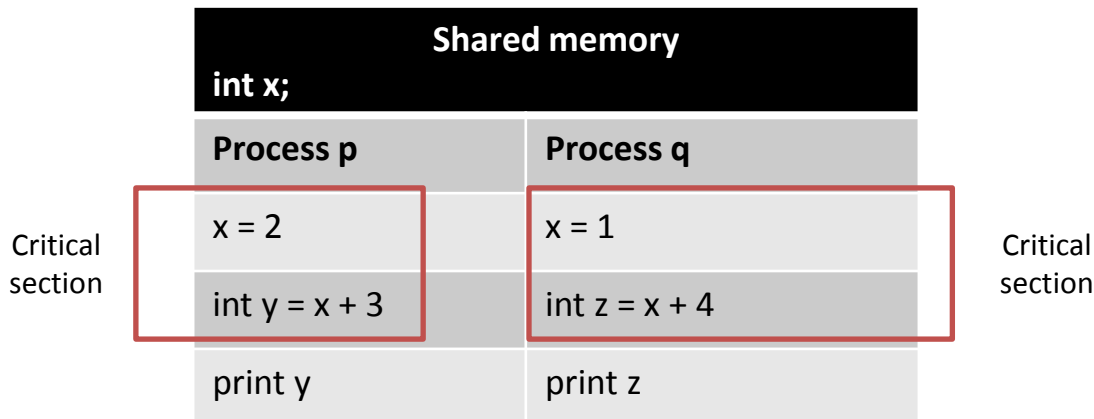 Shared memory
int x;
Process p
Process q
Critical
section
x = 2
x = 1
Critical
section
int y = x + 3
int z = x + 4
print y
print z